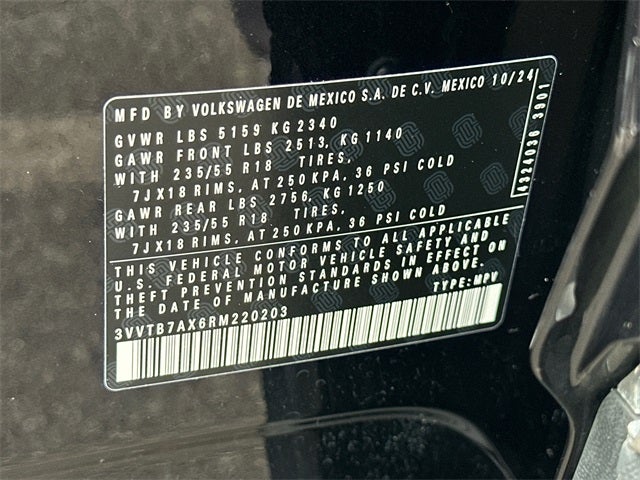 MFD BY VOLKSWAGEN DE MEXICO S.A. DE C.V. MEXICO 10/24
GVWR LBS 5159 KG 2340
GAWR FRONT LBS 2513, KG 1140
WITH 235/55 R18 TIRES,
7JX18 RIMS, AT 250 KPA, 36 PSI COLD
GAWR REAR LBS 2756, KG 1250
WITH 235/55 R18 TIRES,
7JX18 RIMS, AT 250 KPA, 36 PSI COLD
THIS VEHICLE CONFORMS TO ALL APPLICABLE
U.S. FEDERAL MOTOR VEHICLE SAFETY AND
THEFT PREVENTION STANDARDS IN EFFECT ON
THE DATE OF MANUFACTURE SHOWN ABOVE.
TYPE: MPV
3VVTB7AX6RM220203
4324036 3901